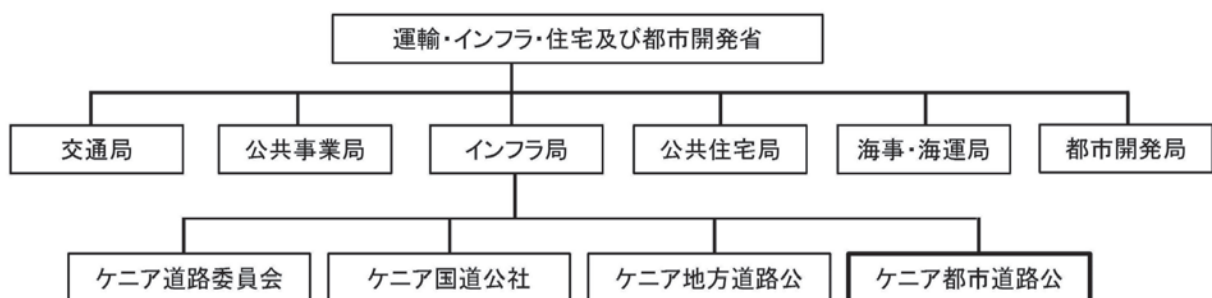 運輸・インフラ・住宅及び都市開発省
交通局
公共事業局
インフラ局
公共住宅局
海事・海運局
都市開発局
ケニア道路委員会
ケニア国道公社
ケニア地方道路公
ケニア都市道路公